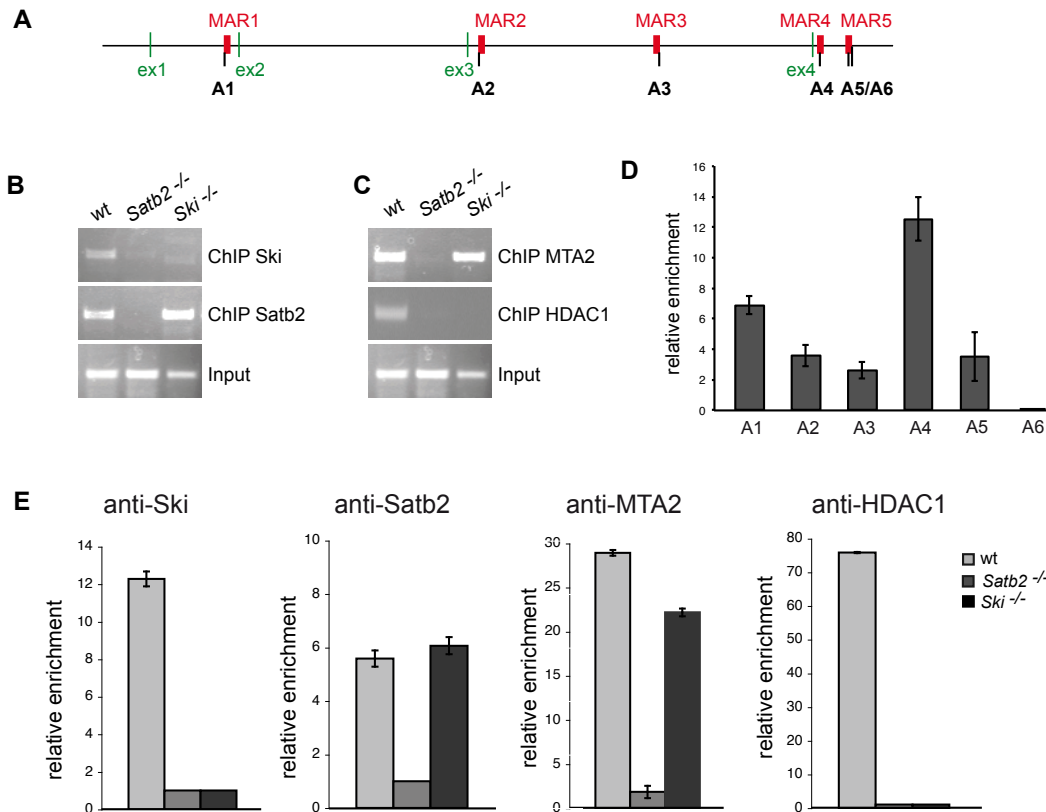 A
MAR1 MAR2 MAR3 MAR4 MAR5
ex1 ex2 ex3 ex4
A1 A2 A3 A4 A5/A6
B
wt Satb2 -/- Ski -/-
ChIP Ski
ChIP Satb2
Input
C
wt Satb2 -/- Ski -/-
ChIP MTA2
ChIP HDAC1
Input
D
relative enrichment
16
14
12
10
8
6
4
2
0
A1 A2 A3 A4 A5 A6
E
anti-Ski
relative enrichment
14
12
10
8
6
4
2
0
anti-Satb2
relative enrichment
10
8
6
4
2
0
anti-MTA2
relative enrichment
30
20
10
0
anti-HDAC1
relative enrichment
80
70
60
50
40
30
20
10
0
wt
Satb2 -/-
Ski -/-